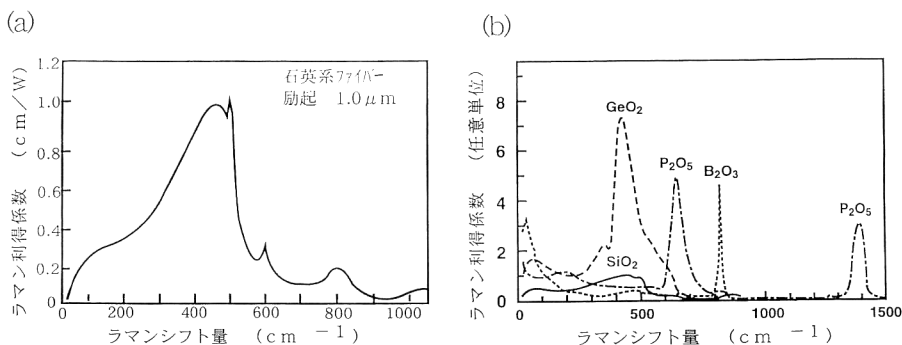 (a)
ラマン利得係数 (cm/W)
1.2
1.0
0.8
0.6
0.4
0.2
0
石英系ファイバー
励起 1.0μm
0 200 400 600 800 1000
ラマンシフト量 (cm⁻¹)
(b)
ラマン利得係数 (任意単位)
8
6
4
2
0
GeO₂
P₂O₅
B₂O₃
P₂O₅
SiO₂
0 500 1000 1500
ラマンシフト量 (cm⁻¹)